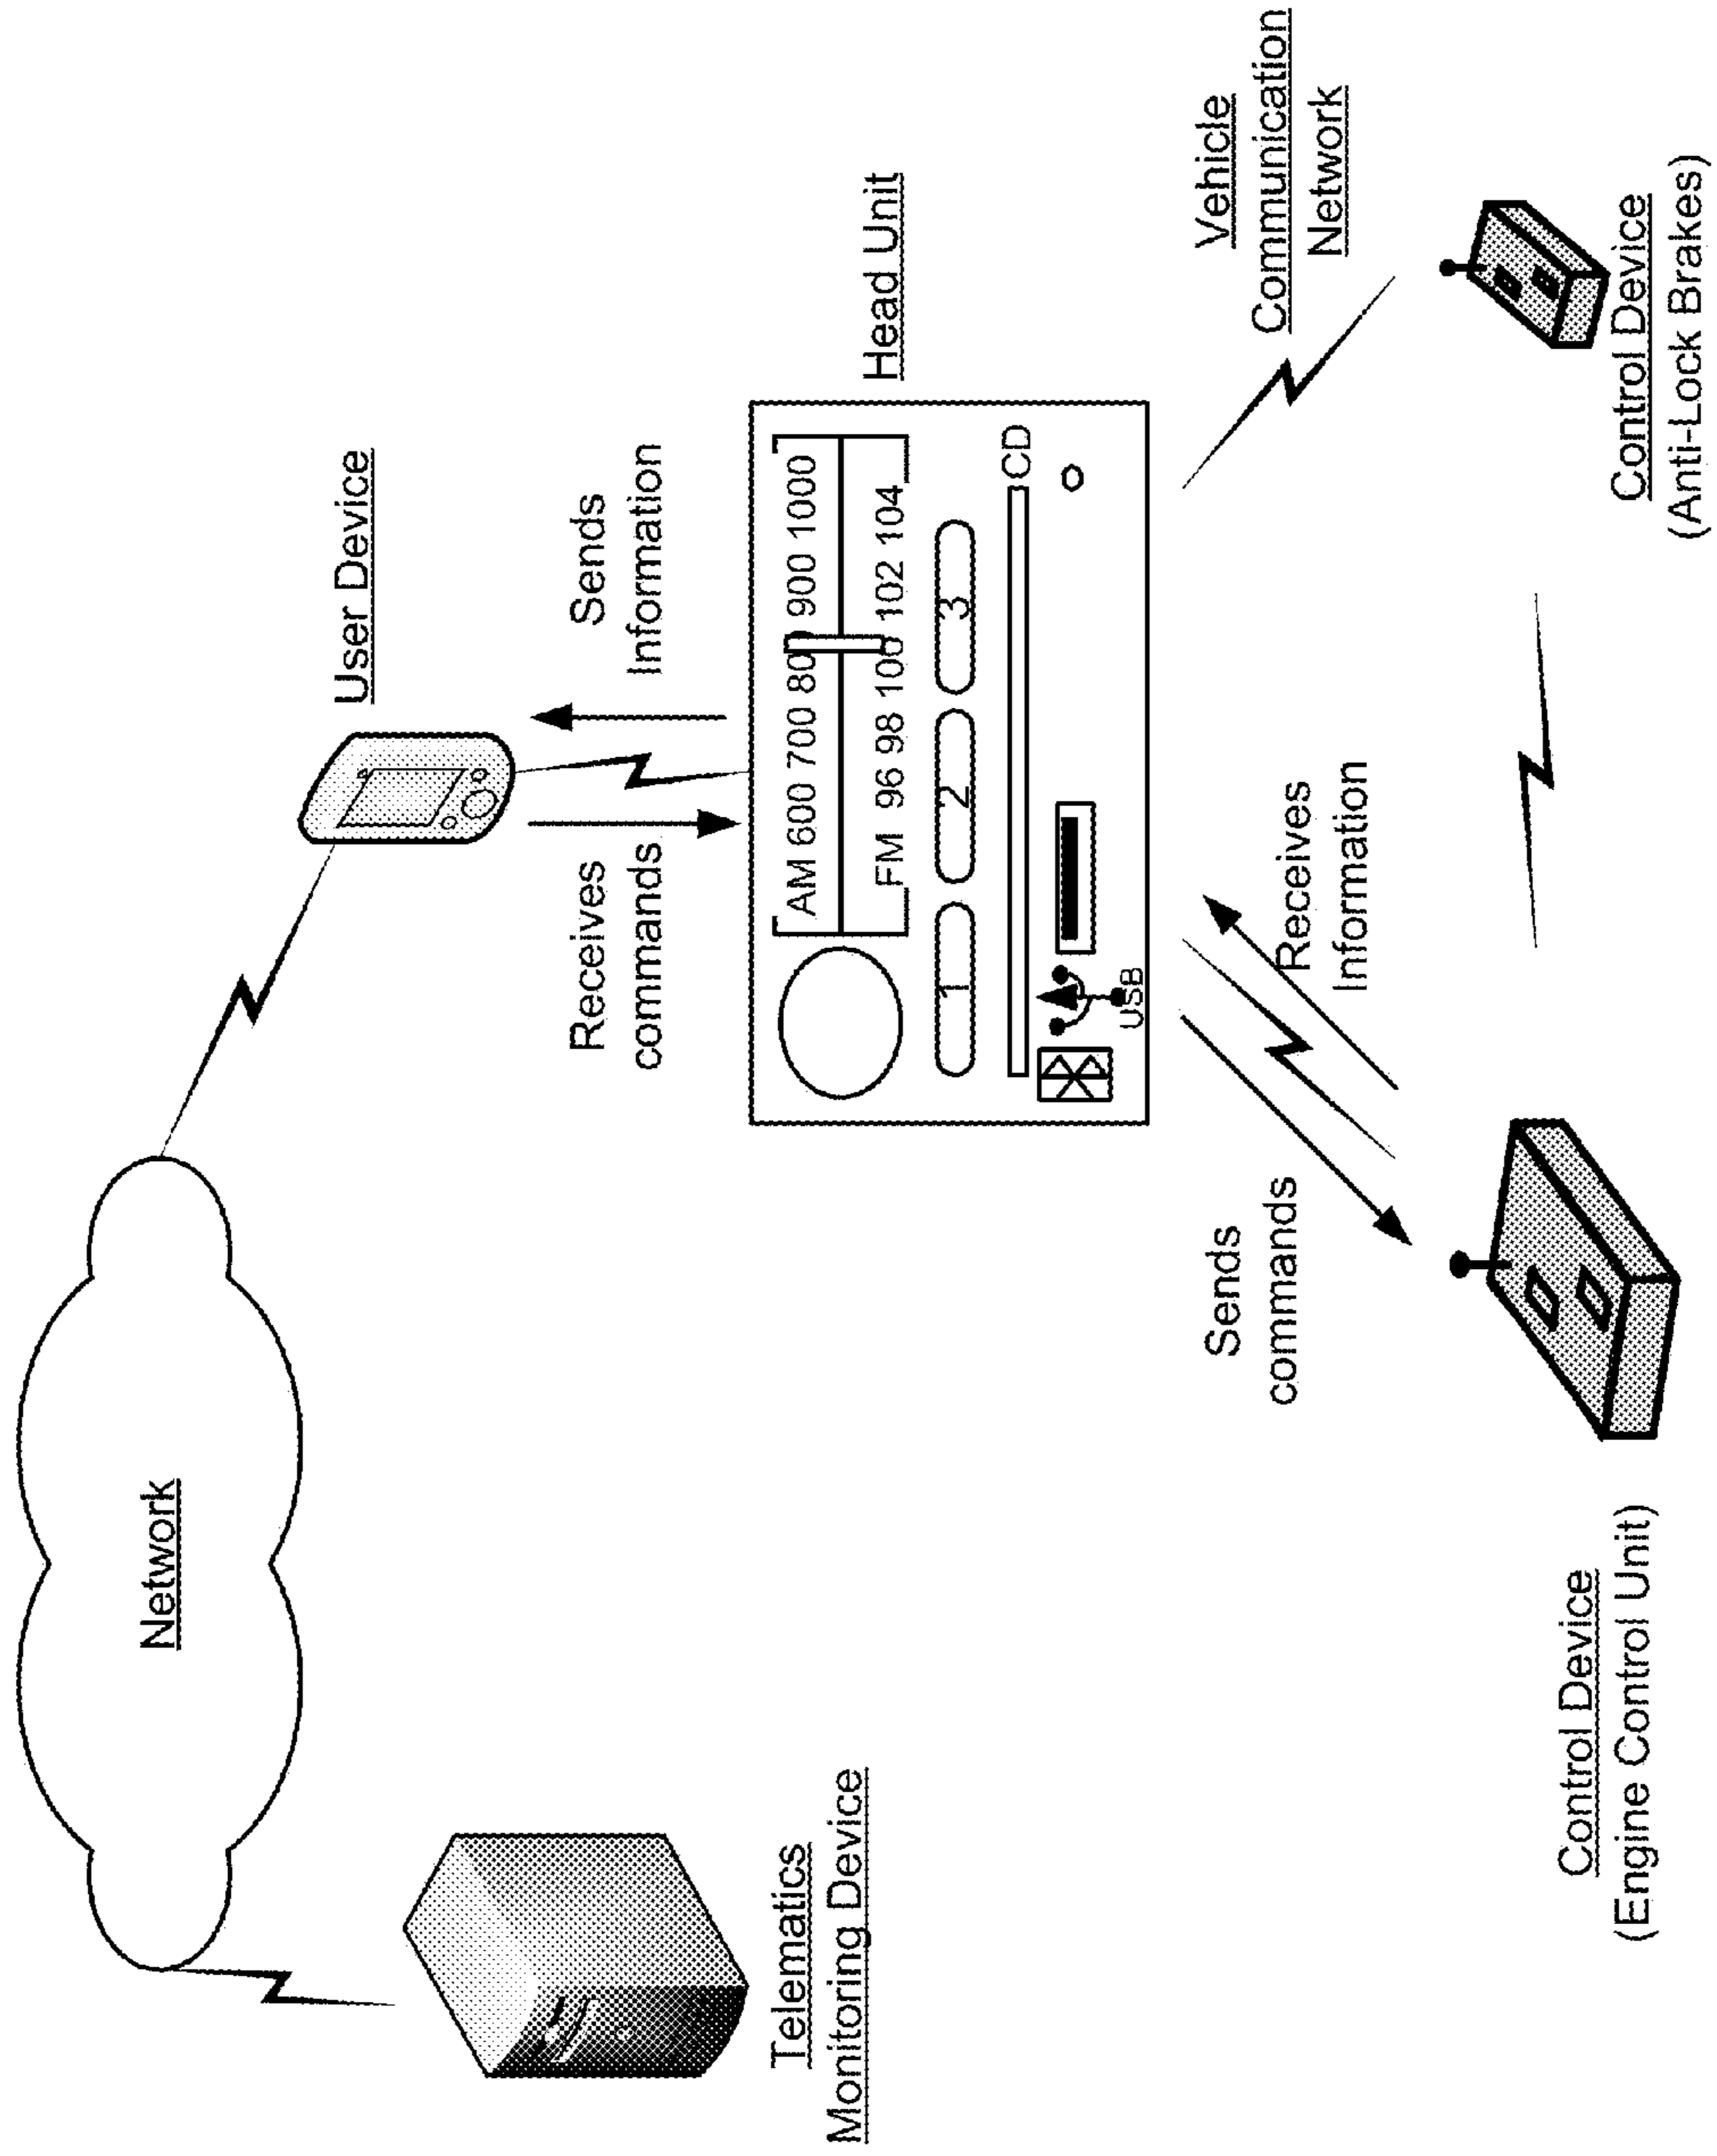 Network
User Device
Sends
Information
Receives
commands
Telematics
Monitoring Device
Head Unit
AM 600 700 800 900 1000
FM 96 98 100 102 104
1 2 3
CD
USB
Vehicle
Communication
Network
Sends
commands
Receives
Information
Control Device
(Engine Control Unit)
Control Device
(Anti-Lock Brakes)